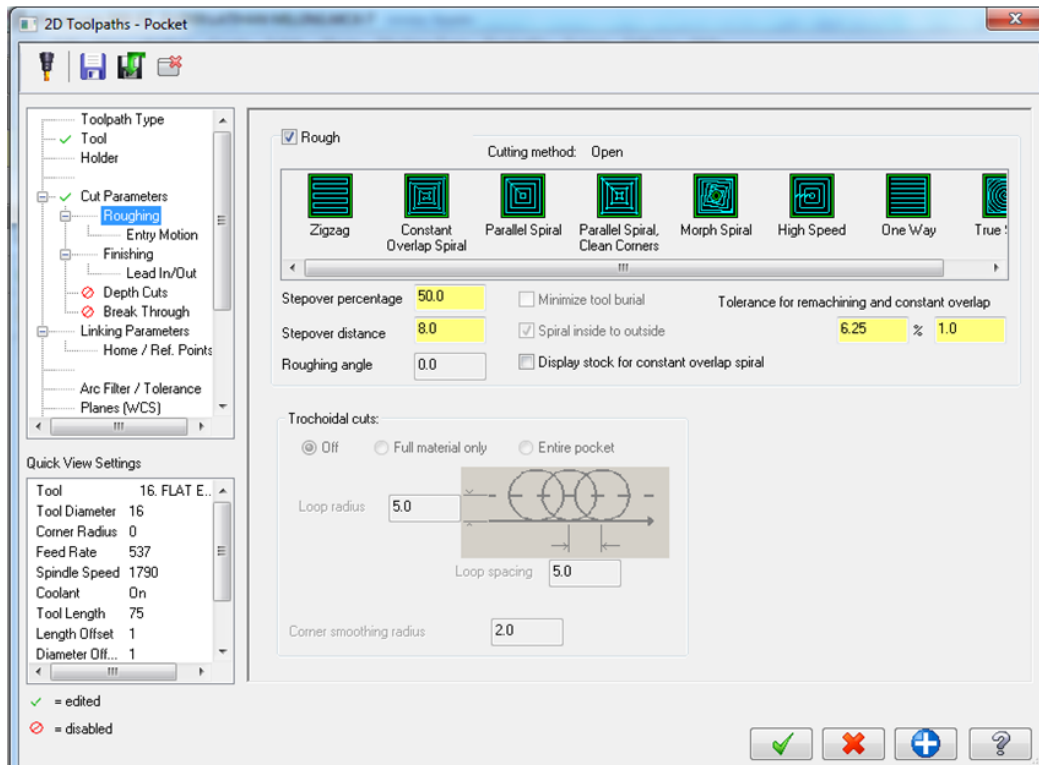 2D Toolpaths - Pocket
Toolpath Type
Tool
Holder
Cut Parameters
Roughing
Entry Motion
Finishing
Lead In/Out
Depth Cuts
Break Through
Linking Parameters
Home / Ref. Points
Arc Filter / Tolerance
Planes (WCS)
Quick View Settings
Tool 16. FLAT E..
Tool Diameter 16
Corner Radius 0
Feed Rate 537
Spindle Speed 1790
Coolant On
Tool Length 75
Length Offset 1
Diameter Off... 1
= edited
= disabled
Rough
Cutting method: Open
Zigzag
Constant
Overlap Spiral
Parallel Spiral
Parallel Spiral,
Clean Corners
Morph Spiral
High Speed
One Way
True
Stepover percentage 50.0
Minimize tool burial
Tolerance for remachining and constant overlap
Stepover distance 8.0
Spiral inside to outside
6.25 % 1.0
Roughing angle 0.0
Display stock for constant overlap spiral
Trochoidal cuts:
Off Full material only Entire pocket
Loop radius 5.0
Loop spacing 5.0
Corner smoothing radius 2.0